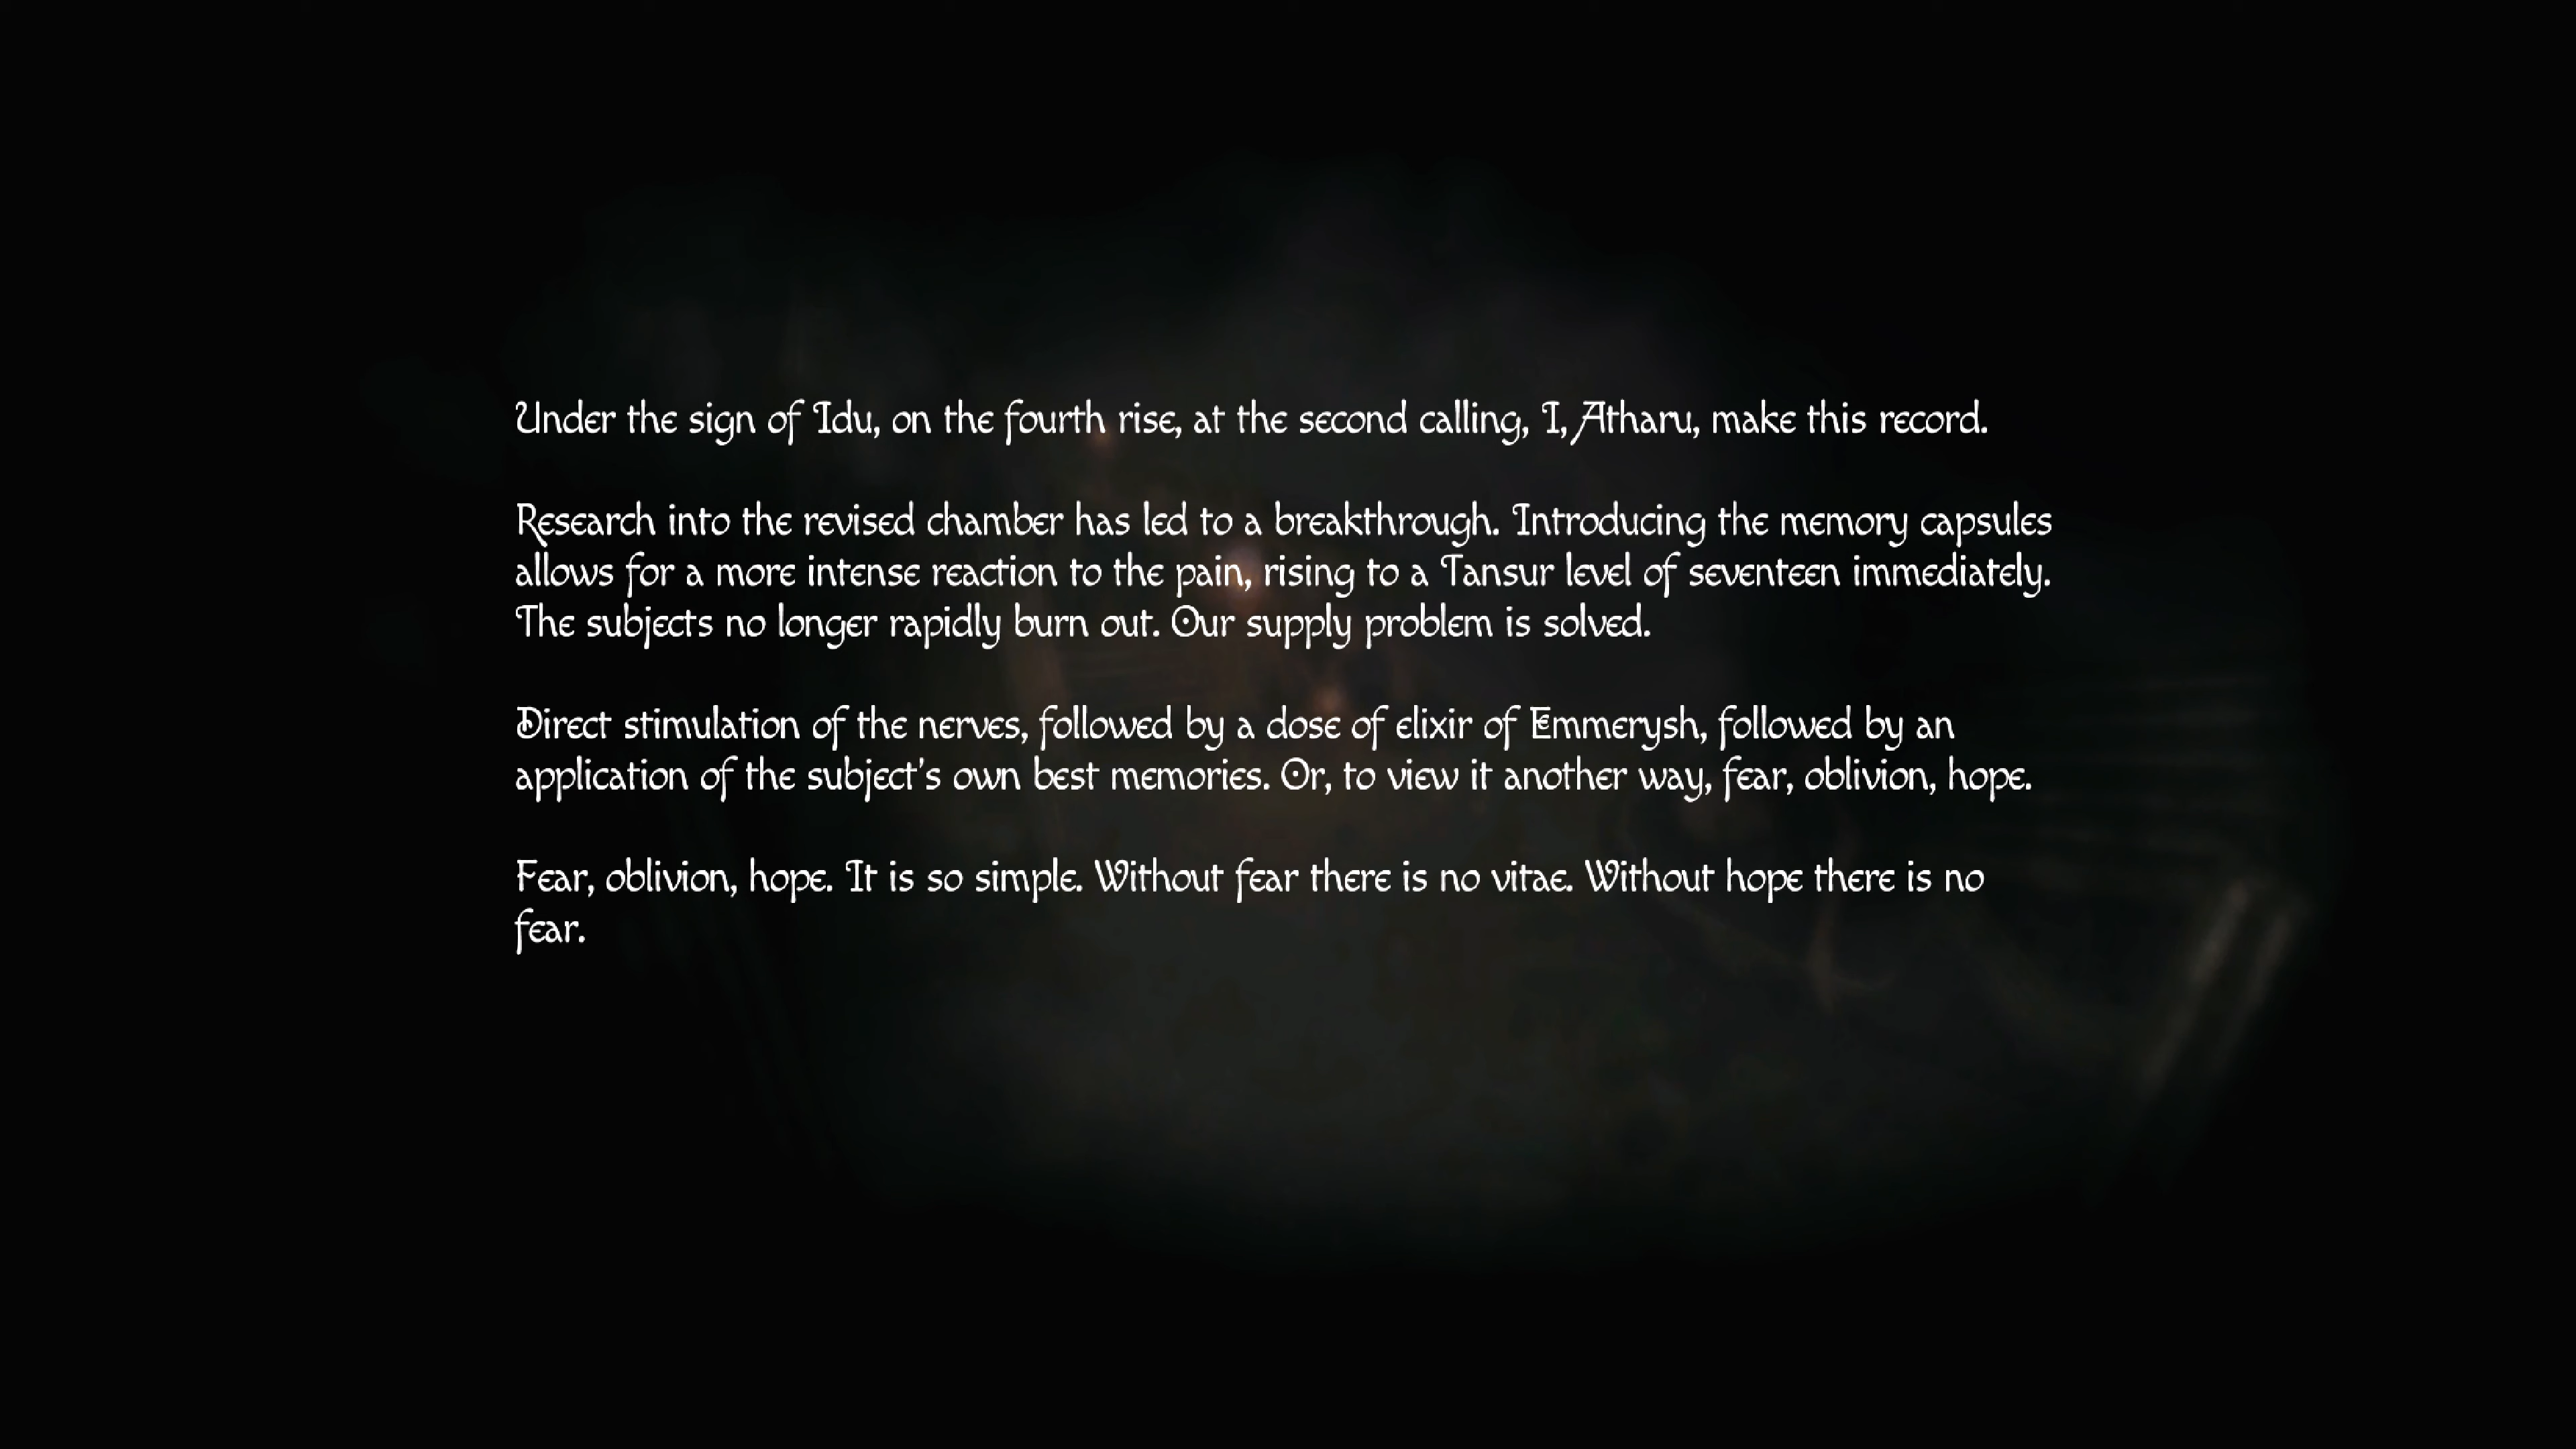 Under the sign of Idu, on the fourth rise, at the second calling, I, Atharu, make this record.
Research into the revised chamber has led to a breakthrough. Introducing the memory capsules
allows for a more intense reaction to the pain, rising to a Tansur level of seventeen immediately.
The subjects no longer rapidly burn out. Our supply problem is solved.
Direct stimulation of the nerves, followed by a dose of elixir of Emmerysh, followed by an
application of the subject's own best memories. Or, to view it another way, fear, oblivion, hope.
Fear, oblivion, hope. It is so simple. Without fear there is no vitae. Without hope there is no
fear.